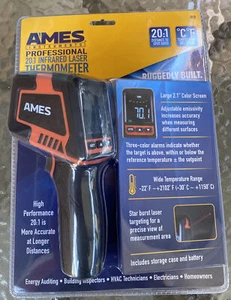 AMES
INSTRUMENTS
PROFESSIONAL
20:1 INFRARED LASER
THERMOMETER
20:1
°C °F
RUGGEDLY BUILT.
AMES
Large 2.1" Color Screen
Adjustable emissivity
increases accuracy
when measuring
different surfaces
Three-color alarms indicate whether
the target is above, within or below the
reference temperature ± the setpoint
Wide Temperature Range
-22° F ~ +2102° F (-30° C ~ +1150° C)
High
Performance
20:1 is
More Accurate
at Longer
Distances
Star burst laser
targeting for a
precise view of
measurement area
Includes storage case and battery
Energy Auditing • Building Inspectors • HVAC Technicians • Electricians • Homeowners